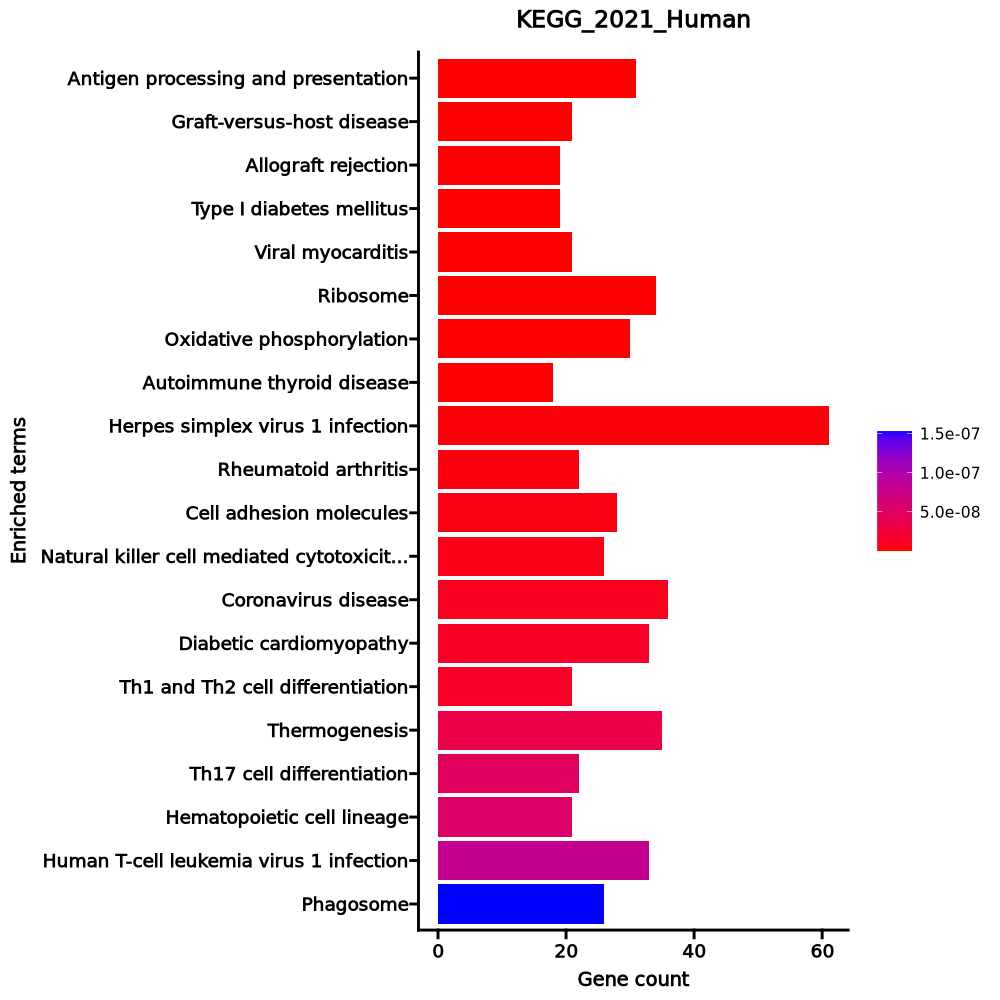 KEGG_2021_Human
Antigen processing and presentation
Graft-versus-host disease
Allograft rejection
Type I diabetes mellitus
Viral myocarditis
Ribosome
Oxidative phosphorylation
Autoimmune thyroid disease
Herpes simplex virus 1 infection
Rheumatoid arthritis
Cell adhesion molecules
Natural killer cell mediated cytotoxicit...
Coronavirus disease
Diabetic cardiomyopathy
Th1 and Th2 cell differentiation
Thermogenesis
Th17 cell differentiation
Hematopoietic cell lineage
Human T-cell leukemia virus 1 infection
Phagosome
Enriched terms
0 20 40 60
Gene count
1.5e-07
1.0e-07
5.0e-08